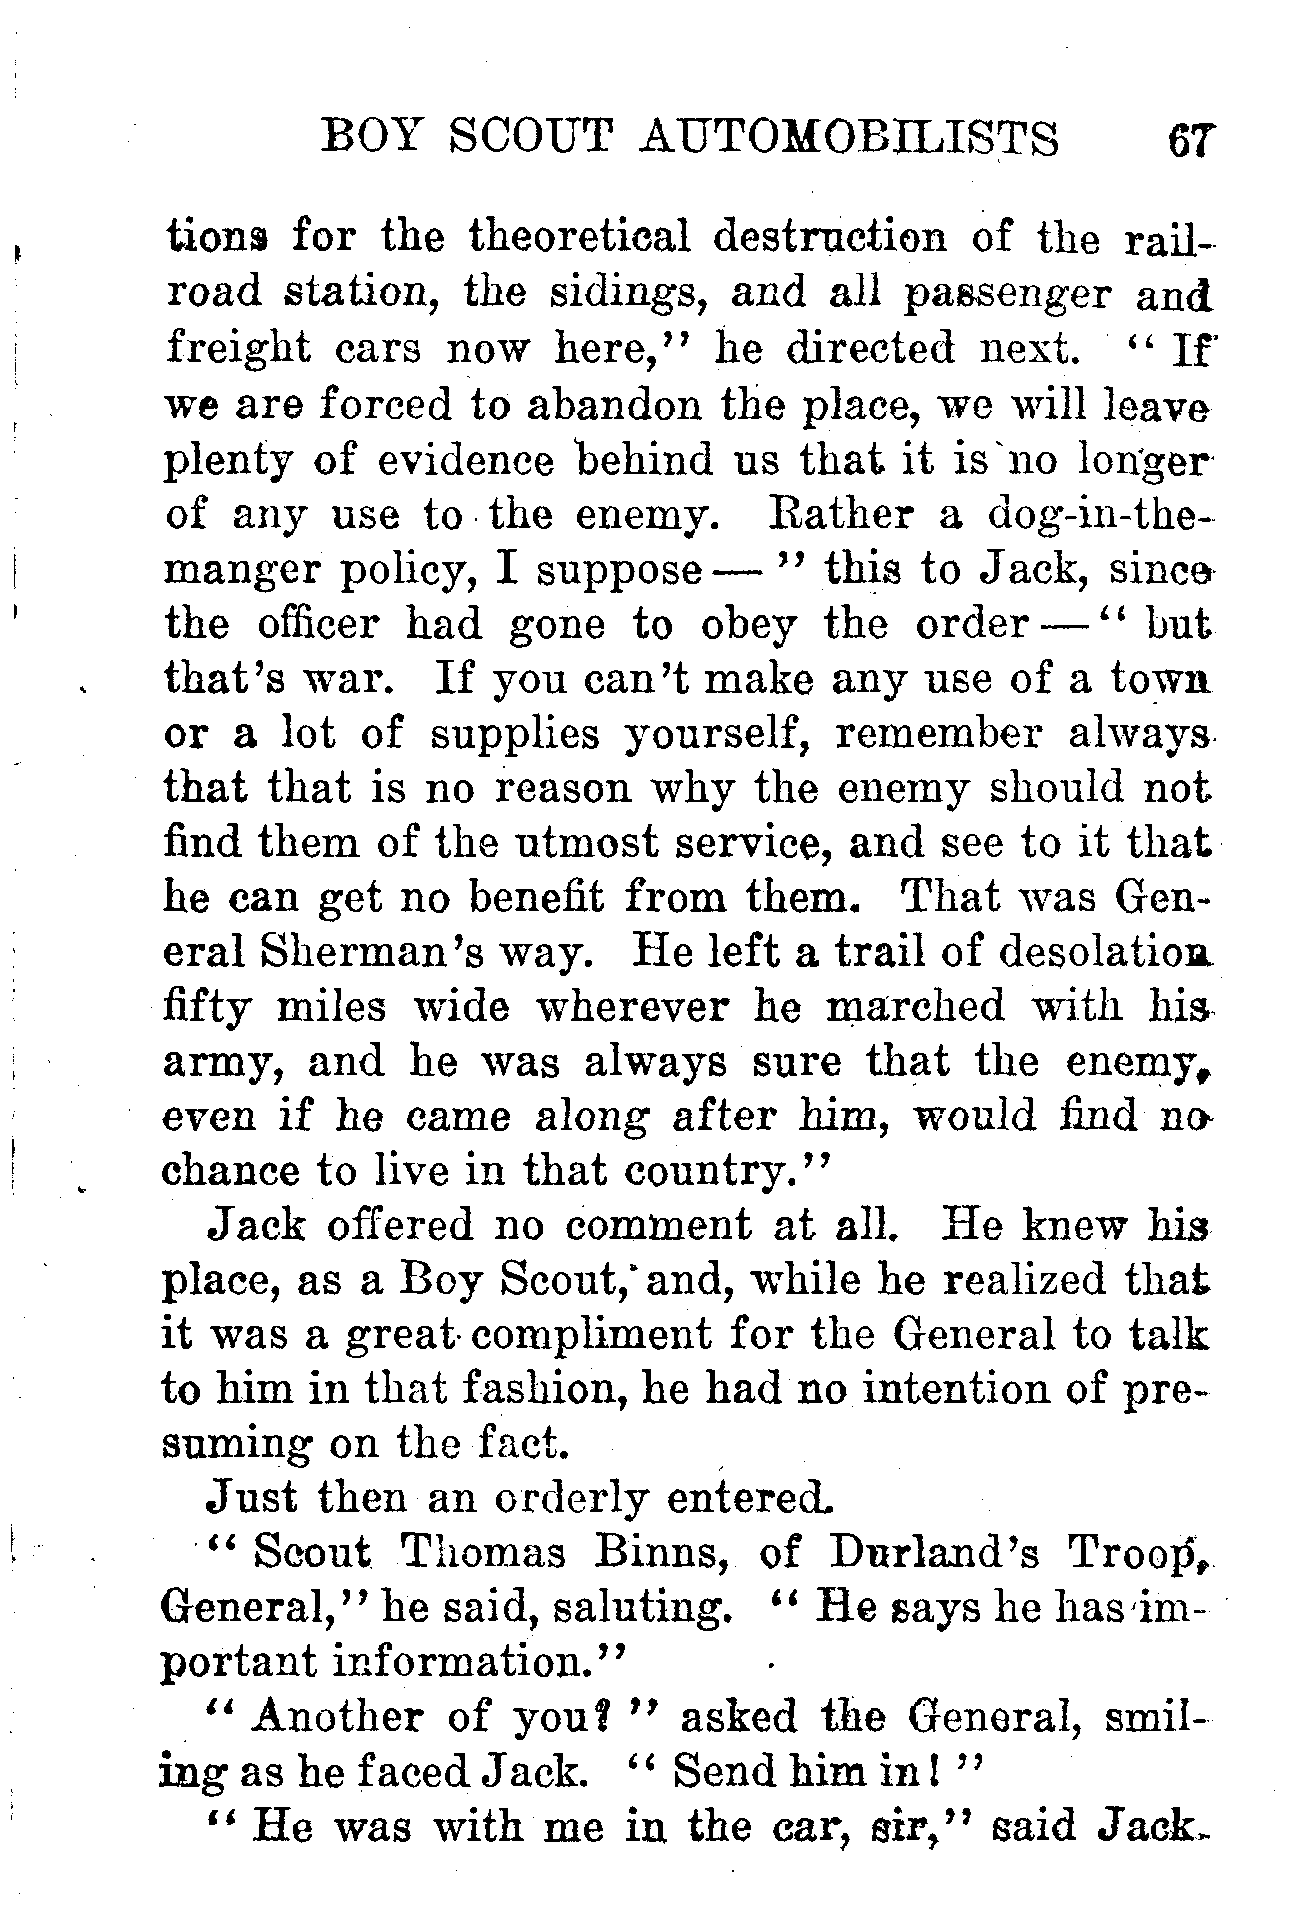 BOY SCOUT AUTOMOBILISTS 67
tions for the theoretical destruction of the rail-
road station, the sidings, and all passenger and
freight cars now here,” he directed next. “ If
we are forced to abandon the place, we will leave
plenty of evidence behind us that it is no longer
of any use to the enemy. Rather a dog-in-the-
manger policy, I suppose — ” this to Jack, since
the officer had gone to obey the order — “ but
that’s war. If you can’t make any use of a town
or a lot of supplies yourself, remember always
that that is no reason why the enemy should not
find them of the utmost service, and see to it that
he can get no benefit from them. That was Gen-
eral Sherman’s way. He left a trail of desolation
fifty miles wide wherever he marched with his
army, and he was always sure that the enemy,
even if he came along after him, would find no
chance to live in that country.”
Jack offered no comment at all. He knew his
place, as a Boy Scout, and, while he realized that
it was a great compliment for the General to talk
to him in that fashion, he had no intention of pre-
suming on the fact.
Just then an orderly entered.
“ Scout Thomas Binns, of Durland’s Troop,
General,” he said, saluting. “ He says he has im-
portant information.”
“ Another of you? ” asked the General, smil-
ing as he faced Jack. “ Send him in! ”
“ He was with me in the car, sir,” said Jack.